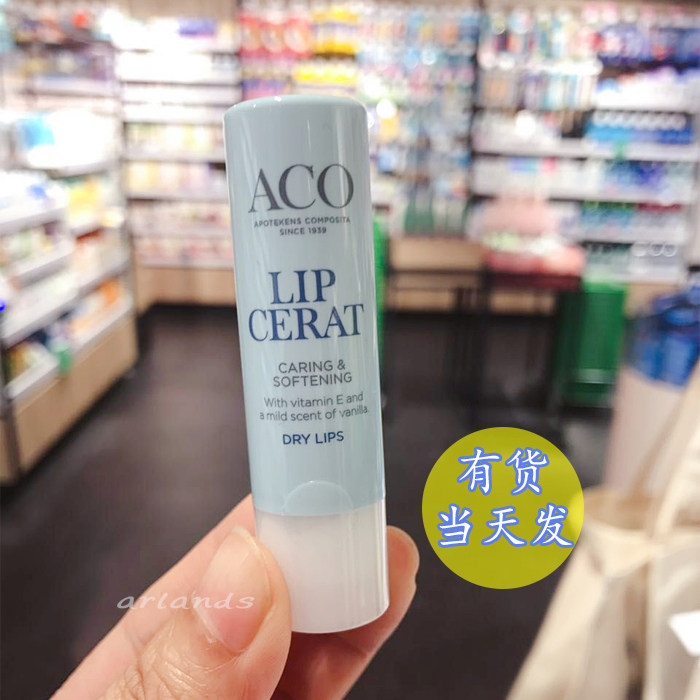 ACO
APOTEKENS COMPOSITA
SINCE 1939
LIP
CERAT
CARING &
SOFTENING
With vitamin E and
a mild scent of vanilla.
DRY LIPS
有货
当天发
arlands